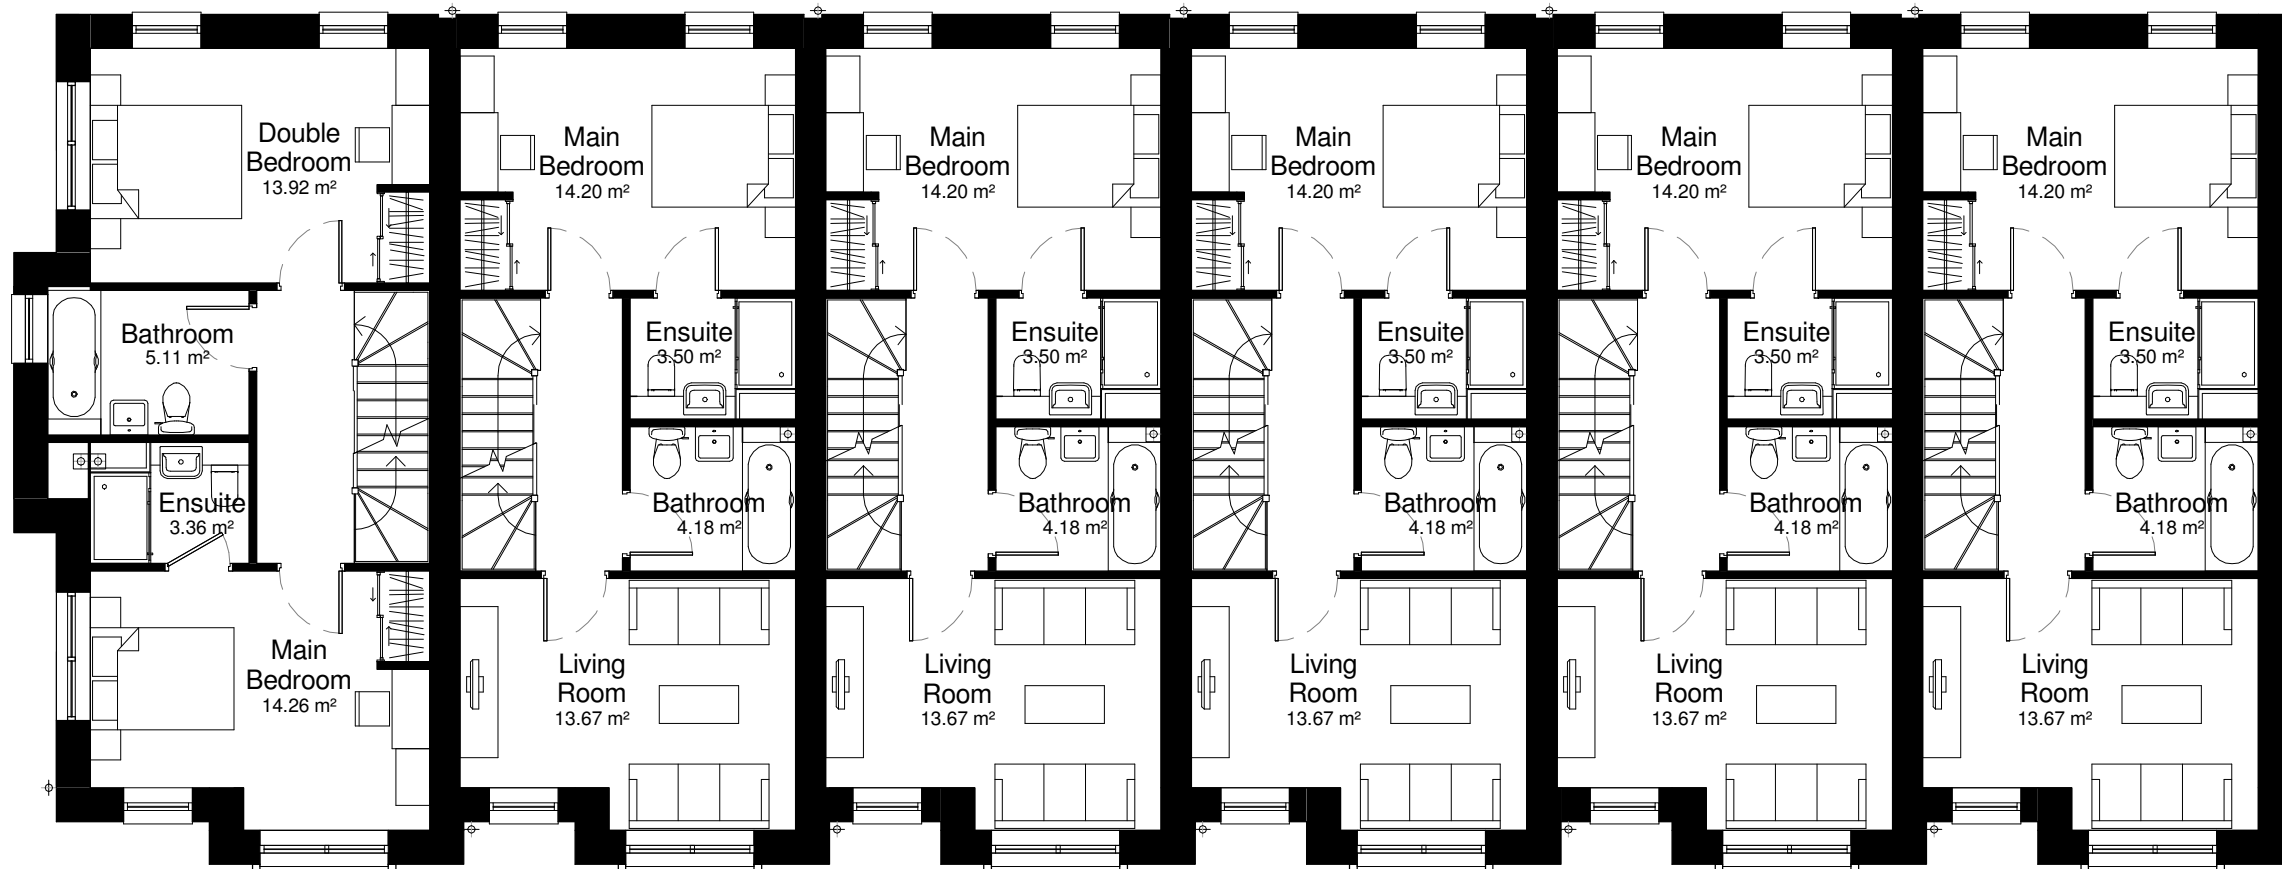 Double
Bedroom
13.92 m²
Main
Bedroom
14.20 m²
Main
Bedroom
14.20 m²
Main
Bedroom
14.20 m²
Main
Bedroom
14.20 m²
Main
Bedroom
14.20 m²
Bathroom
5.11 m²
Ensuite
3.50 m²
Ensuite
3.50 m²
Ensuite
3.50 m²
Ensuite
3.50 m²
Ensuite
3.50 m²
Ensuite
3.36 m²
Bathroom
4.18 m²
Bathroom
4.18 m²
Bathroom
4.18 m²
Bathroom
4.18 m²
Bathroom
4.18 m²
Main
Bedroom
14.26 m²
Living
Room
13.67 m²
Living
Room
13.67 m²
Living
Room
13.67 m²
Living
Room
13.67 m²
Living
Room
13.67 m²